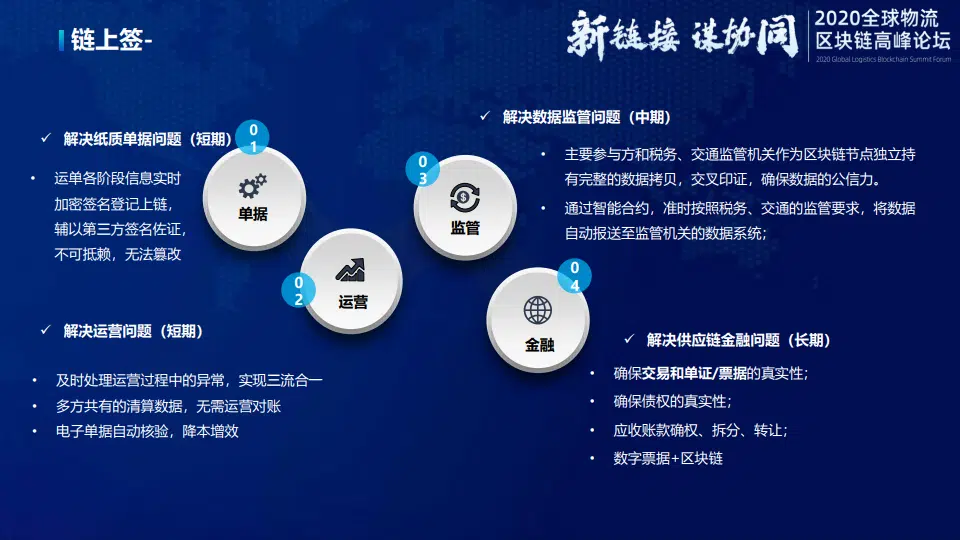 链上签-
新链接 谋协同
2020全球物流
区块链高峰论坛
2020 Global Logistics Blockchain Summit Forum
✓ 解决纸质单据问题（短期）
• 运单各阶段信息实时
加密签名登记上链，
辅以第三方签名佐证，
不可抵赖，无法篡改
01
单据
02
运营
✓ 解决运营问题（短期）
• 及时处理运营过程中的异常，实现三流合一
• 多方共有的清算数据，无需运营对账
• 电子单据自动核验，降本增效
✓ 解决数据监管问题（中期）
03
监管
• 主要参与方和税务、交通监管机关作为区块链节点独立持
有完整的数据拷贝，交叉印证，确保数据的公信力。
• 通过智能合约，准时按照税务、交通的监管要求，将数据
自动报送至监管机关的数据系统；
04
金融
✓ 解决供应链金融问题（长期）
• 确保交易和单证/票据的真实性；
• 确保债权的真实性；
• 应收账款确权、拆分、转让；
• 数字票据+区块链